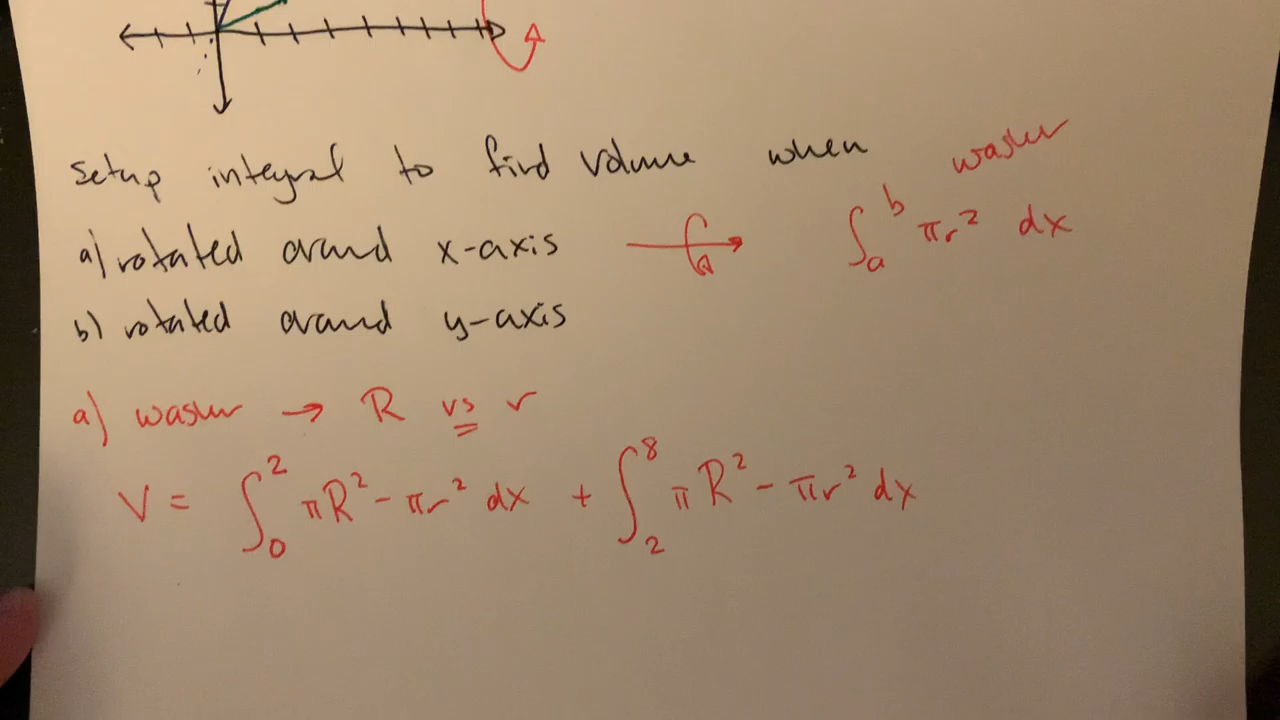 Setup integral to find volume when
washer
a) rotated around x-axis ∫_a^b πr² dx
b) rotated around y-axis
a) washer → R vs r
V = ∫_0^2 πR² - πr² dx + ∫_2^8 πR² - πr² dx